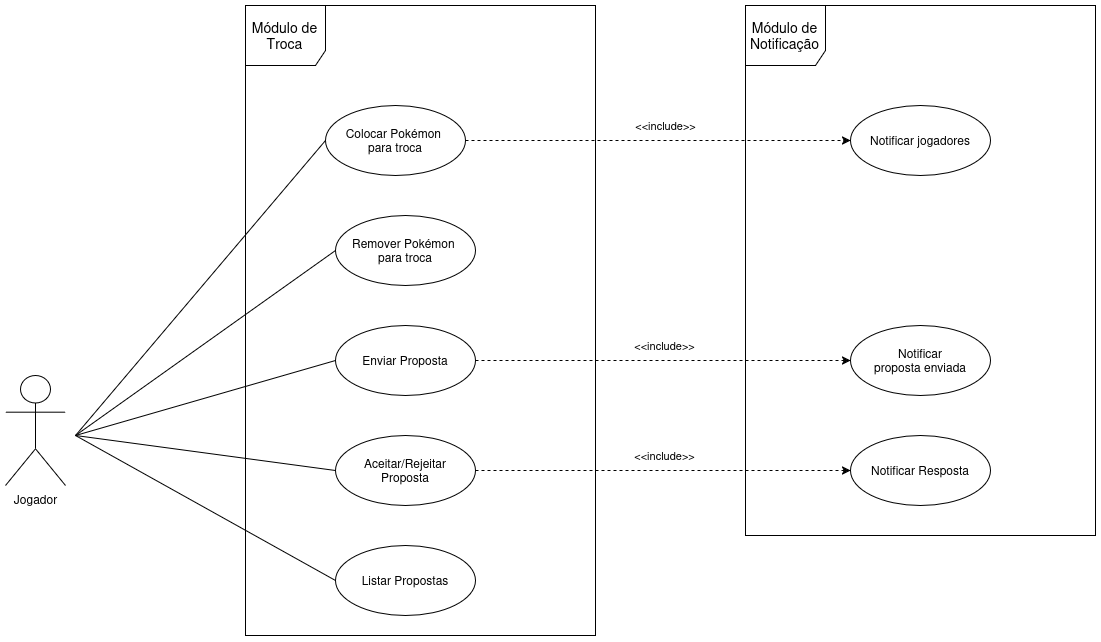 Módulo de
Troca
Módulo de
Notificação
Colocar Pokémon
para troca
<<include>>
Notificar jogadores
Remover Pokémon
para troca
Enviar Proposta
<<include>>
Notificar
proposta enviada
Aceitar/Rejeitar
Proposta
<<include>>
Notificar Resposta
Jogador
Listar Propostas